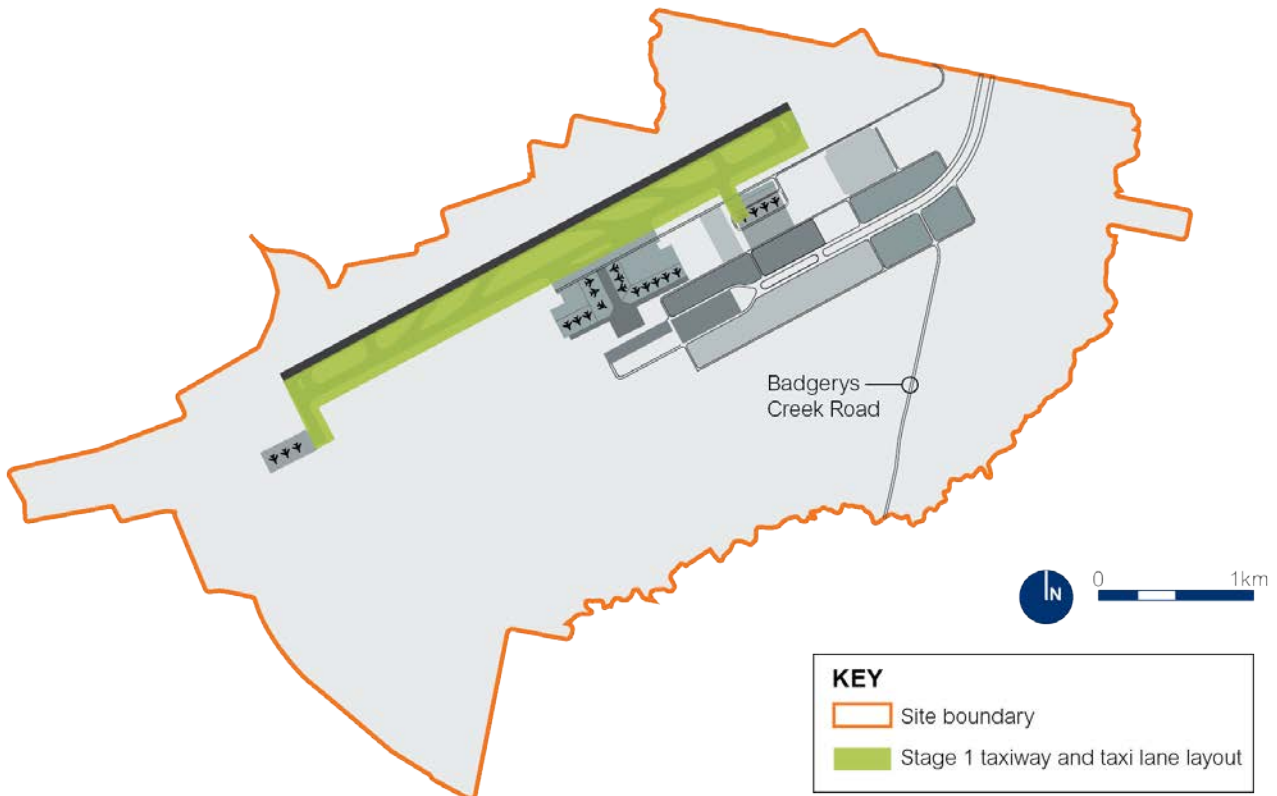 Badgerys
Creek Road
N
0 1km
KEY
Site boundary
Stage 1 taxiway and taxi lane layout